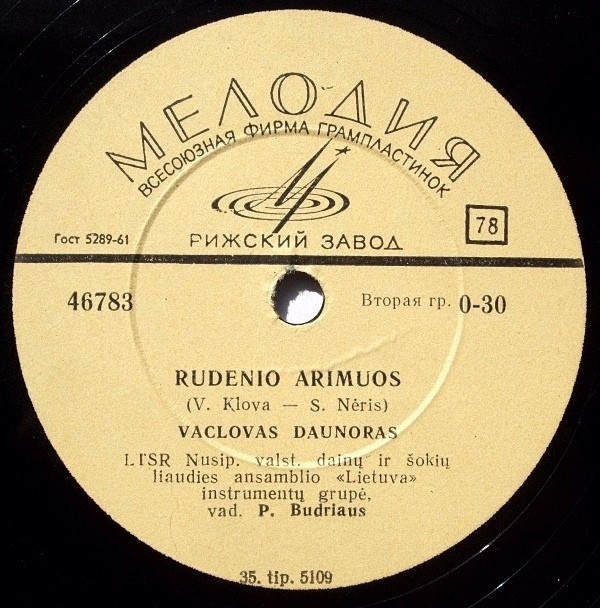 МЕЛОДИЯ
ВСЕСОЮЗНАЯ ФИРМА ГРАМПЛАСТИНОК
Гост 5289-61
РИЖСКИЙ ЗАВОД
78
46783
Вторая гр. 0-30
RUDENIO ARIMUOS
(V. Klova — S. Nėris)
VACLOVAS DAUNORAS
LTSR Nusip. valst. dainų ir šokių
liaudies ansamblio «Lietuva»
instrumentų grupė,
vad. P. Budriaus
35. tip. 5109